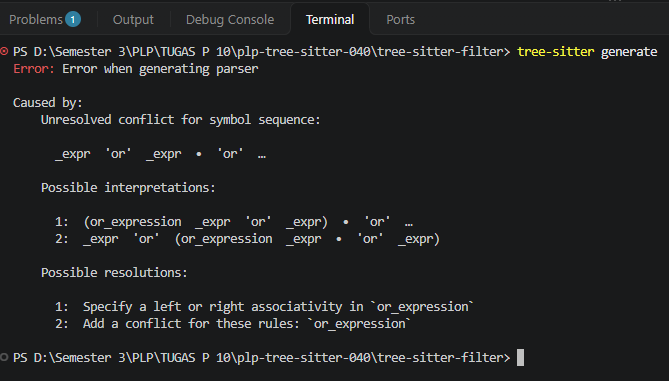 Problems 1 Output Debug Console Terminal Ports
PS D:\Semester 3\PLP\TUGAS P 10\plp-tree-sitter-040\tree-sitter-filter> tree-sitter generate
Error: Error when generating parser
Caused by:
Unresolved conflict for symbol sequence:
_expr 'or' _expr • 'or' …
Possible interpretations:
1: (or_expression _expr 'or' _expr) • 'or' …
2: _expr 'or' (or_expression _expr • 'or' _expr)
Possible resolutions:
1: Specify a left or right associativity in `or_expression`
2: Add a conflict for these rules: `or_expression`
PS D:\Semester 3\PLP\TUGAS P 10\plp-tree-sitter-040\tree-sitter-filter>